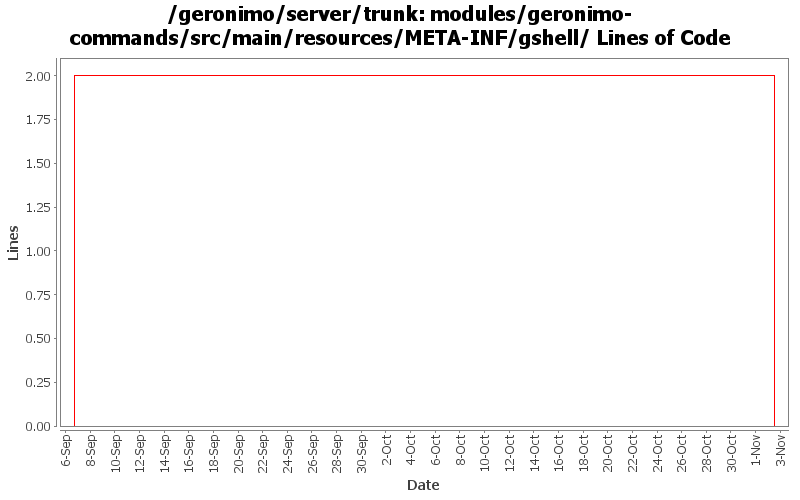 /geronimo/server/trunk: modules/geronimo-
commands/src/main/resources/META-INF/gshell/ Lines of Code
2.00
1.75
1.50
1.25
1.00
0.75
0.50
0.25
0.00
Lines
6-Sep
8-Sep
10-Sep
12-Sep
14-Sep
16-Sep
18-Sep
20-Sep
22-Sep
24-Sep
26-Sep
28-Sep
30-Sep
2-Oct
4-Oct
6-Oct
8-Oct
10-Oct
12-Oct
14-Oct
16-Oct
18-Oct
20-Oct
22-Oct
24-Oct
26-Oct
28-Oct
30-Oct
1-Nov
3-Nov
Date